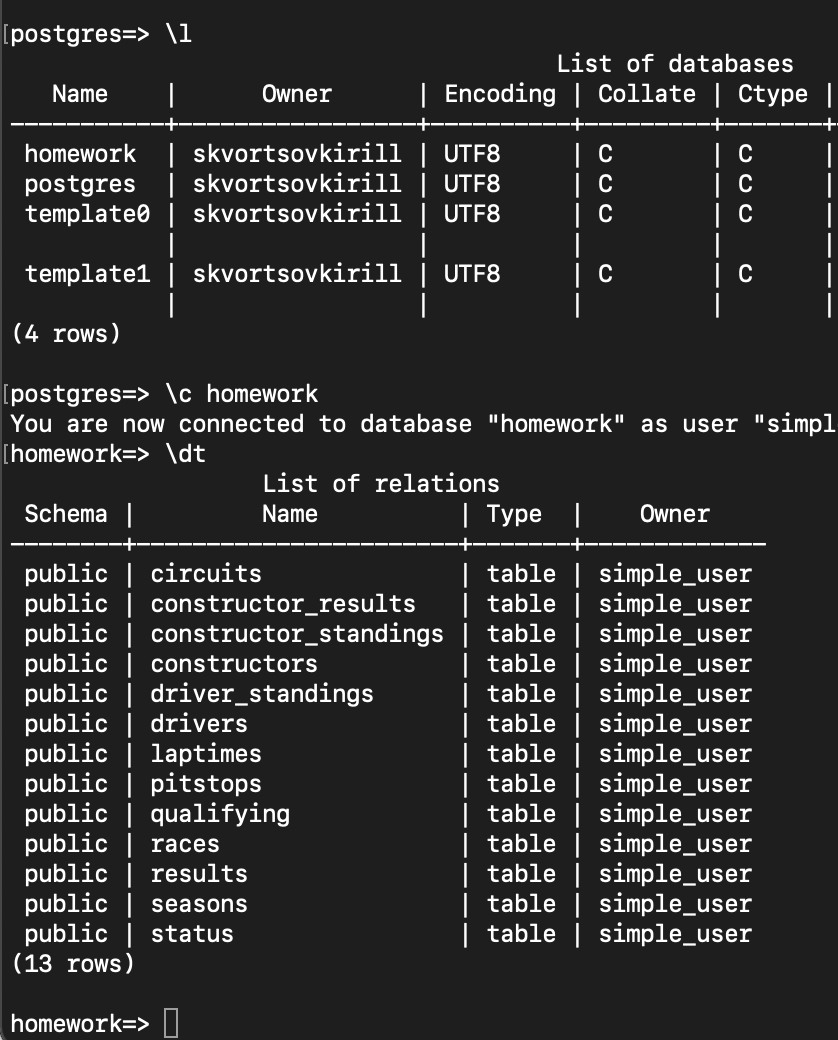 [postgres=> \l
List of databases
Name | Owner | Encoding | Collate | Ctype |
-----------+------------------+----------+---------+-------+
homework | skvortsovkirill | UTF8 | C | C |
postgres | skvortsovkirill | UTF8 | C | C |
template0 | skvortsovkirill | UTF8 | C | C |
| | | | |
template1 | skvortsovkirill | UTF8 | C | C |
| | | | |
(4 rows)
[postgres=> \c homework
You are now connected to database "homework" as user "simpl
[homework=> \dt
List of relations
Schema | Name | Type | Owner
--------+-----------------------+-------+-------------
public | circuits | table | simple_user
public | constructor_results | table | simple_user
public | constructor_standings | table | simple_user
public | constructors | table | simple_user
public | driver_standings | table | simple_user
public | drivers | table | simple_user
public | laptimes | table | simple_user
public | pitstops | table | simple_user
public | qualifying | table | simple_user
public | races | table | simple_user
public | results | table | simple_user
public | seasons | table | simple_user
public | status | table | simple_user
(13 rows)
homework=>